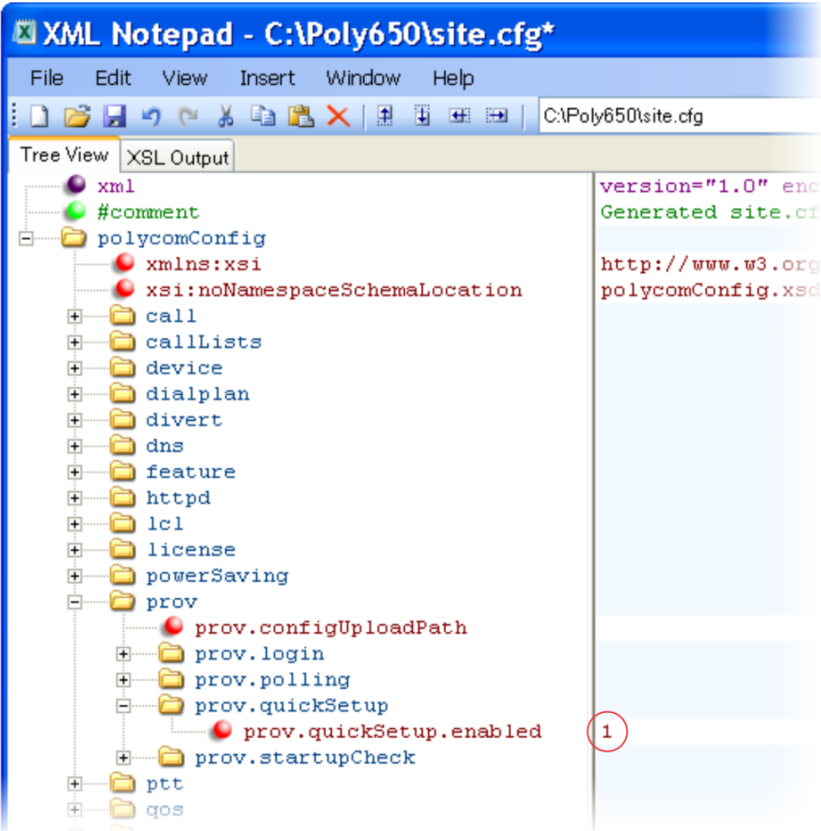 XML Notepad - C:\Poly650\site.cfg*
File Edit View Insert Window Help
C:\Poly650\site.cfg
Tree View XSL Output
xml version="1.0" enc
#comment Generated site.cf
polycomConfig
xmlns:xsi http://www.w3.org
xsi:noNamespaceSchemaLocation polycomConfig.xsd
call
callLists
device
dialplan
divert
dns
feature
httpd
lcl
license
powerSaving
prov
prov.configUploadPath
prov.login
prov.polling
prov.quickSetup
prov.quickSetup.enabled 1
prov.startupCheck
ptt
qos